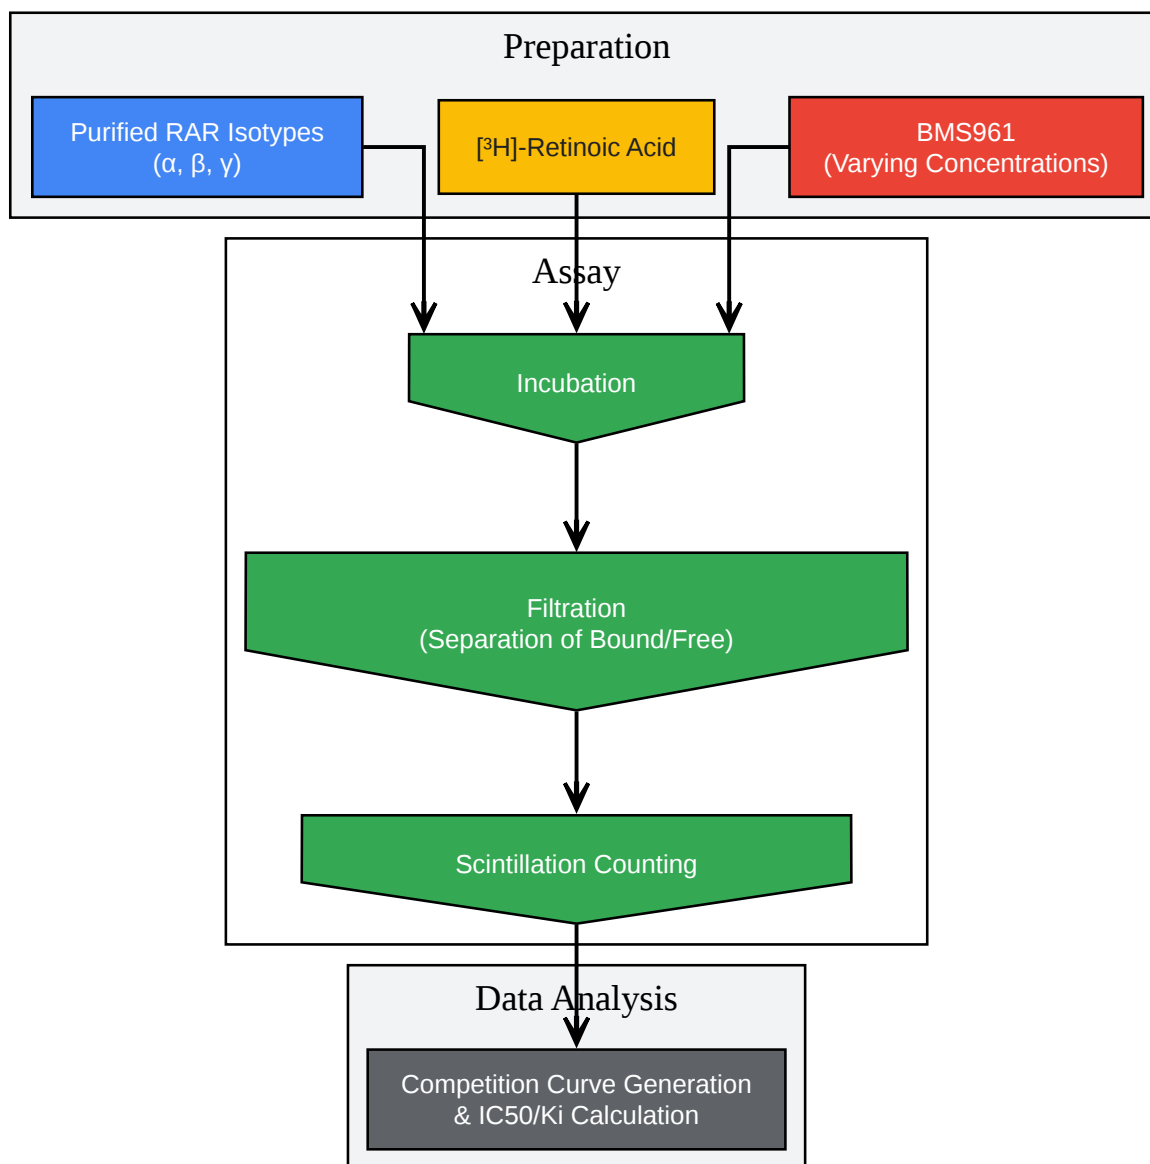 Preparation
Purified RAR Isotypes
(α, β, γ)
[³H]-Retinoic Acid
BMS961
(Varying Concentrations)
Assay
Incubation
Filtration
(Separation of Bound/Free)
Scintillation Counting
Data Analysis
Competition Curve Generation
& IC50/Ki Calculation